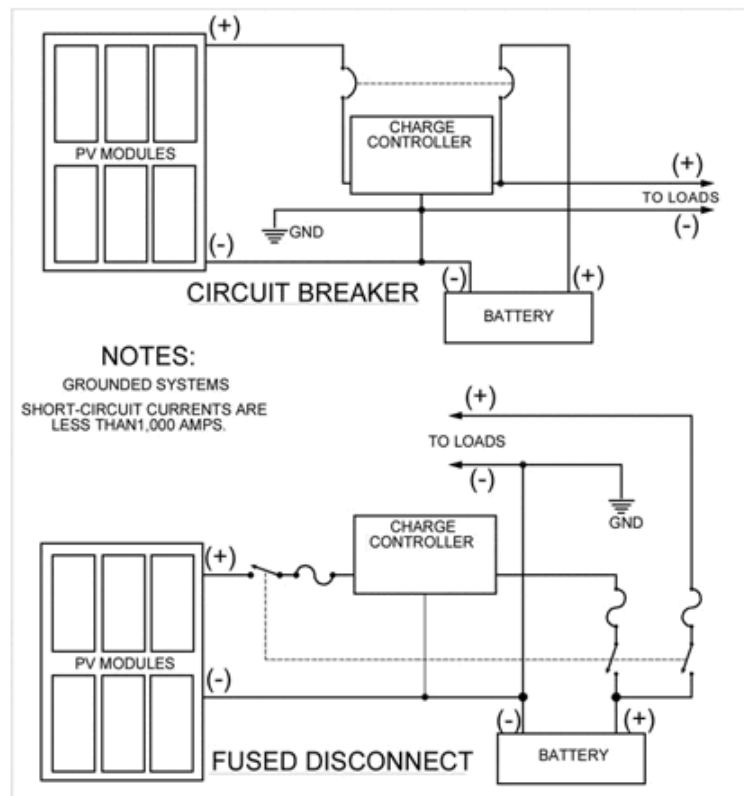 (+)
PV MODULES
CHARGE
CONTROLLER
(+)
TO LOADS
(-)
GND
(-)
CIRCUIT BREAKER
(-)
(+)
BATTERY
NOTES:
GROUNDED SYSTEMS
SHORT-CIRCUIT CURRENTS ARE
LESS THAN1,000 AMPS.
(+)
TO LOADS
(-)
GND
CHARGE
CONTROLLER
(+)
PV MODULES
(-)
(-)
(+)
BATTERY
FUSED DISCONNECT